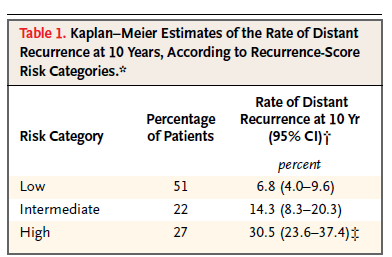 Table 1. Kaplan–Meier Estimates of the Rate of Distant
Recurrence at 10 Years, According to Recurrence-Score
Risk Categories.*
Risk Category
Percentage
of Patients
Rate of Distant
Recurrence at 10 Yr
(95% CI)†
percent
Low 51 6.8 (4.0–9.6)
Intermediate 22 14.3 (8.3–20.3)
High 27 30.5 (23.6–37.4)‡